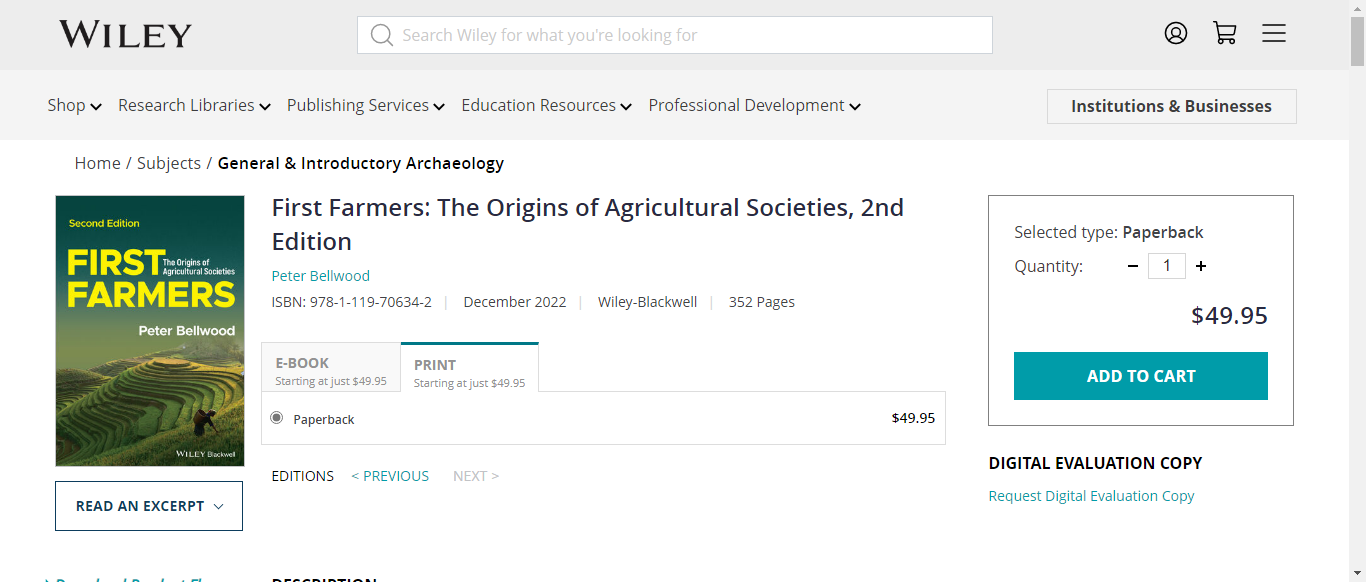 WILEY
Search Wiley for what you're looking for
Shop Research Libraries Publishing Services Education Resources Professional Development Institutions & Businesses
Home / Subjects / General & Introductory Archaeology
Second Edition
FIRST The Origins of
Agricultural Societies
FARMERS
Peter Bellwood
WILEY Blackwell
READ AN EXCERPT
First Farmers: The Origins of Agricultural Societies, 2nd
Edition
Peter Bellwood
ISBN: 978-1-119-70634-2 | December 2022 | Wiley-Blackwell | 352 Pages
E-BOOK
Starting at just $49.95
PRINT
Starting at just $49.95
Paperback $49.95
EDITIONS < PREVIOUS NEXT >
Selected type: Paperback
Quantity: − 1 +
$49.95
ADD TO CART
DIGITAL EVALUATION COPY
Request Digital Evaluation Copy
DESCRIPTION